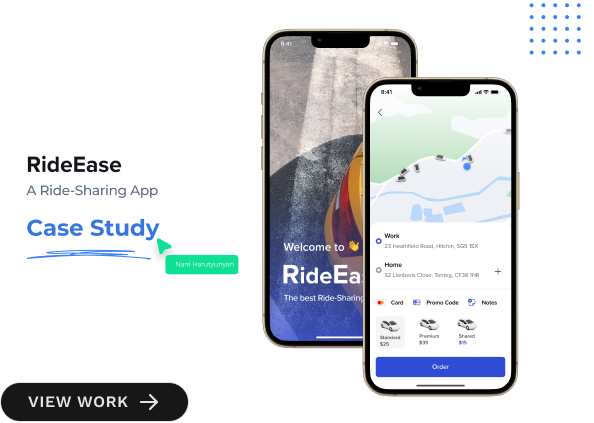 RideEase
A Ride-Sharing App
Case Study
Naré Harutyunyan
VIEW WORK
9:41
Welcome to 👋
RideEa
The best Ride-Sharing
9:41
Work
23 Heathfield Road, Hitchin, SG5 1SX
Home
32 Llanberis Close, Tonteg, CF38 1HR
Card
Promo Code
Notes
Standard
$25
Premium
$35
Shared
$15
Order